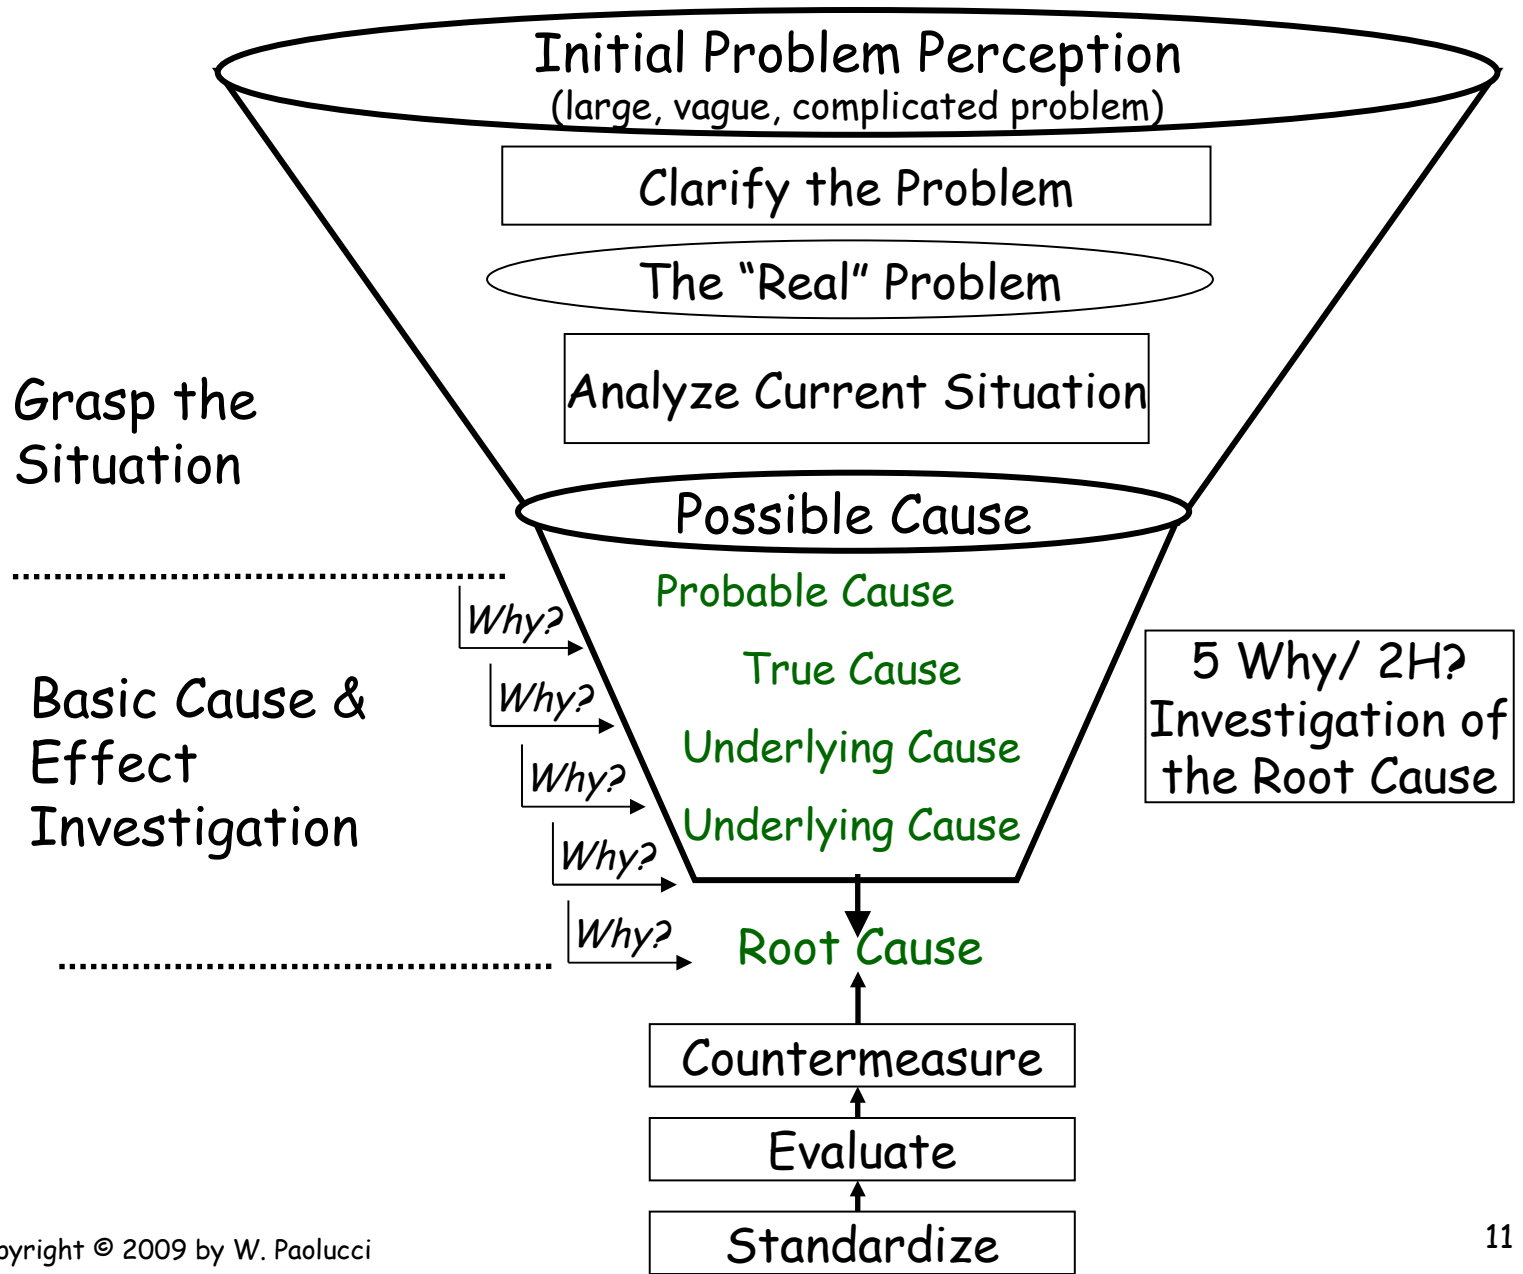 Initial Problem Perception
(large, vague, complicated problem)
Clarify the Problem
The “Real” Problem
Analyze Current Situation
Grasp the
Situation
Possible Cause
Probable Cause
Why?
True Cause
Why?
Underlying Cause
Why?
Underlying Cause
Why?
Root Cause
Why?
Basic Cause &
Effect
Investigation
5 Why/ 2H?
Investigation of
the Root Cause
Countermeasure
Evaluate
Standardize
pyright © 2009 by W. Paolucci
11